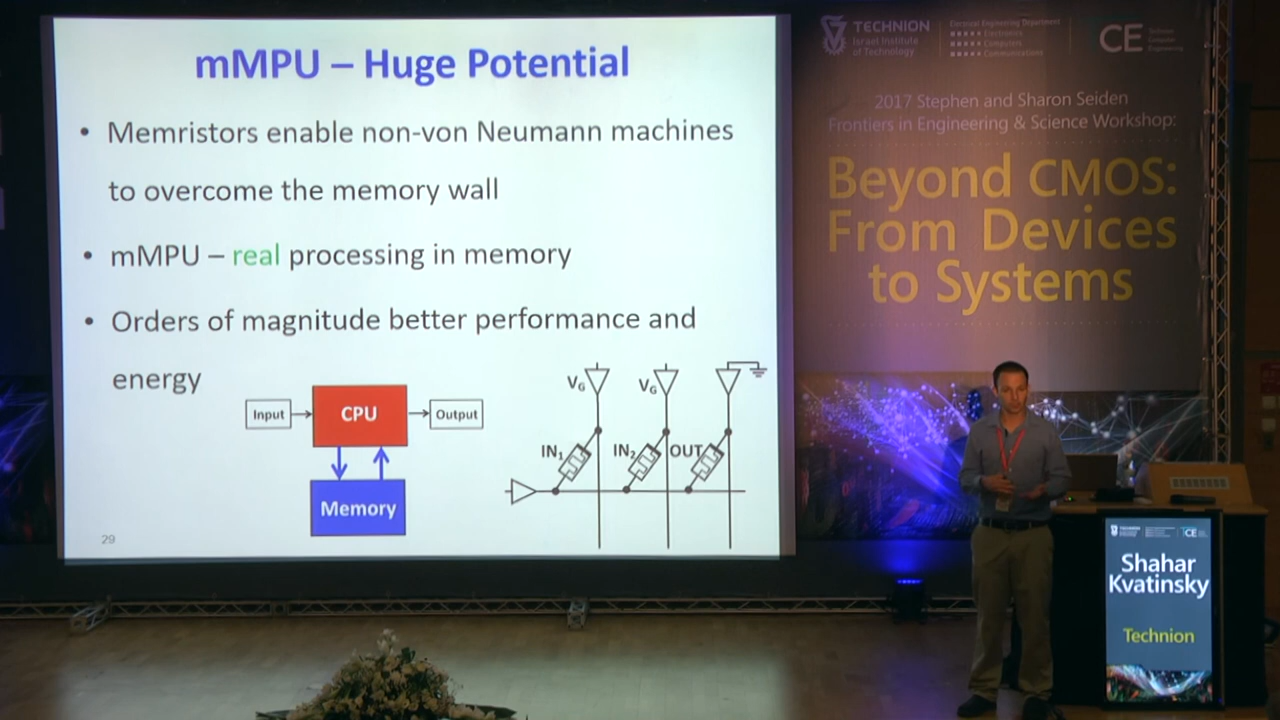 mMPU – Huge Potential
• Memristors enable non-von Neumann machines
to overcome the memory wall
• mMPU – real processing in memory
• Orders of magnitude better performance and
energy
Input
CPU
Output
Memory
VG
VG
IN1
IN2
OUT
29
TECHNION
Israel Institute
of Technology
Electrical Engineering Department
Electronics
Computers
Communications
CE
2017 Stephen and Sharon Seiden
Frontiers in Engineering & Science Workshop:
Beyond CMOS:
From Devices
to Systems
TECHNION
CE
Shahar
Kvatinsky
Technion